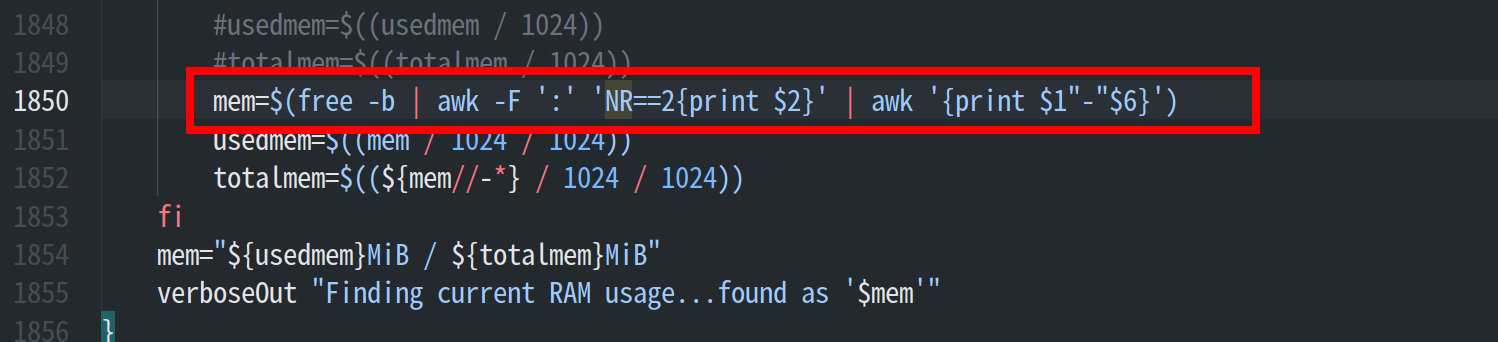 1848 #usedmem=$((usedmem / 1024))
1849 #totalmem=$((totalmem / 1024))
1850 mem=$(free -b | awk -F ':' 'NR==2{print $2}' | awk '{print $1"-"$6}')
1851 usedmem=$((mem / 1024 / 1024))
1852 totalmem=$((${mem//-*} / 1024 / 1024))
1853 fi
1854 mem="${usedmem}MiB / ${totalmem}MiB"
1855 verboseOut "Finding current RAM usage...found as '$mem'"
1856 }